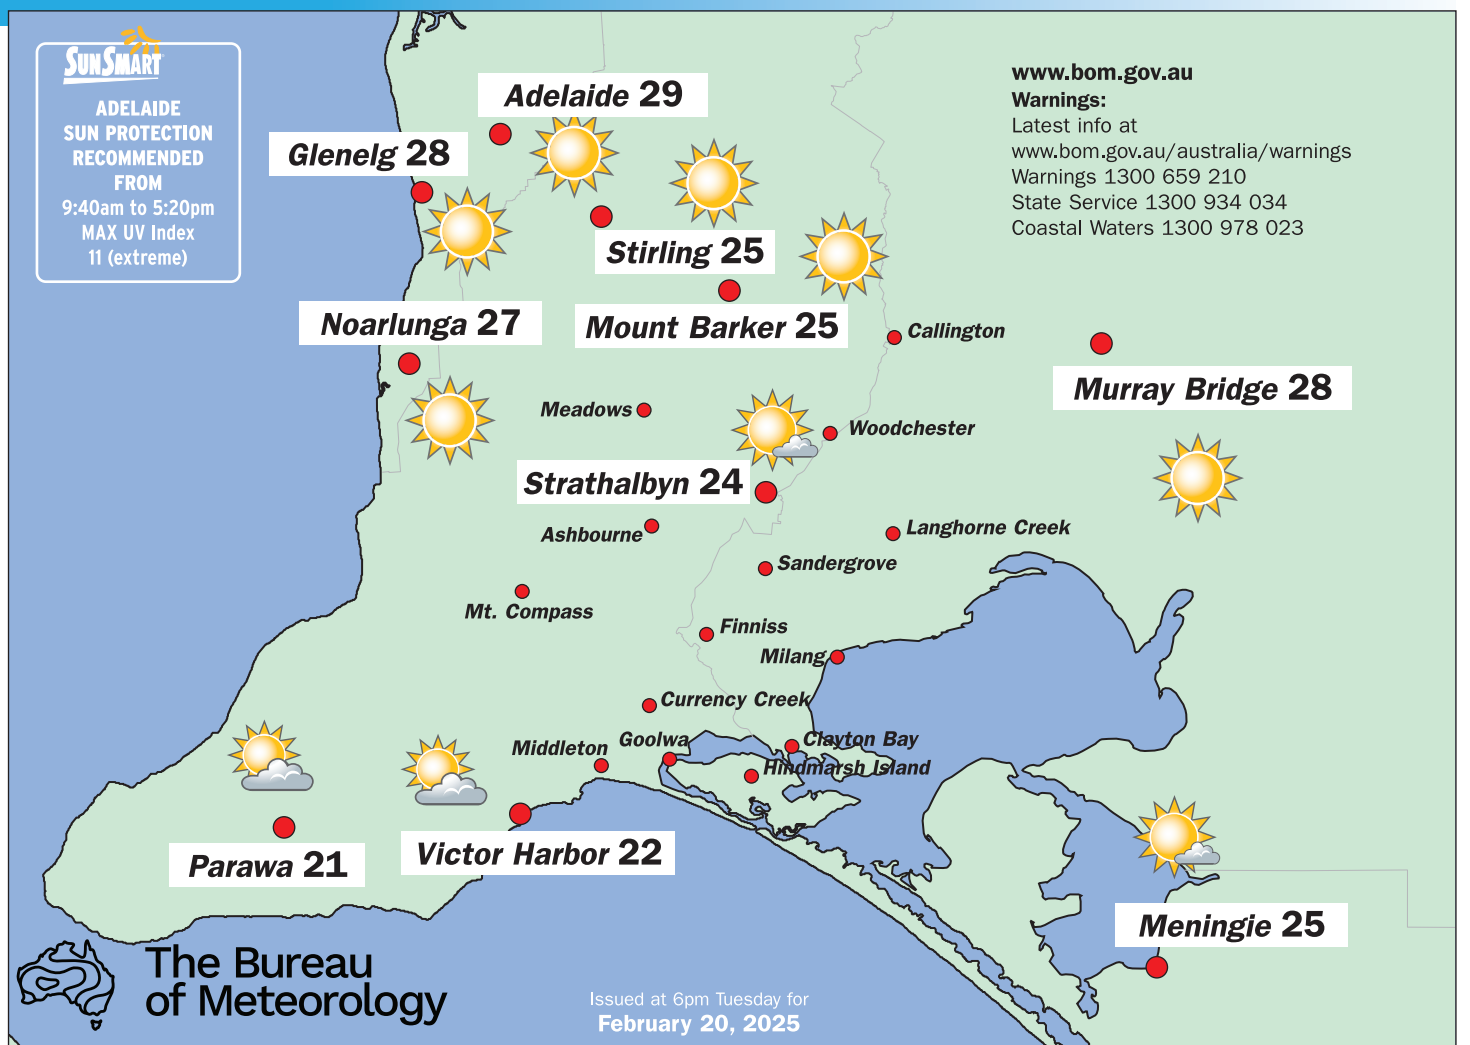 SUNSMART
ADELAIDE
SUN PROTECTION
RECOMMENDED
FROM
9:40am to 5:20pm
MAX UV Index
11 (extreme)
www.bom.gov.au
Warnings:
Latest info at
www.bom.gov.au/australia/warnings
Warnings 1300 659 210
State Service 1300 934 034
Coastal Waters 1300 978 023
Adelaide 29
Glenelg 28
Stirling 25
Noarlunga 27
Mount Barker 25
Callington
Murray Bridge 28
Meadows
Woodchester
Strathalbyn 24
Ashbourne
Langhorne Creek
Sandergrove
Mt. Compass
Finniss
Milang
Currency Creek
Middleton
Goolwa
Clayton Bay
Hindmarsh Island
Parawa 21
Victor Harbor 22
Meningie 25
The Bureau
of Meteorology
Issued at 6pm Tuesday for
February 20, 2025